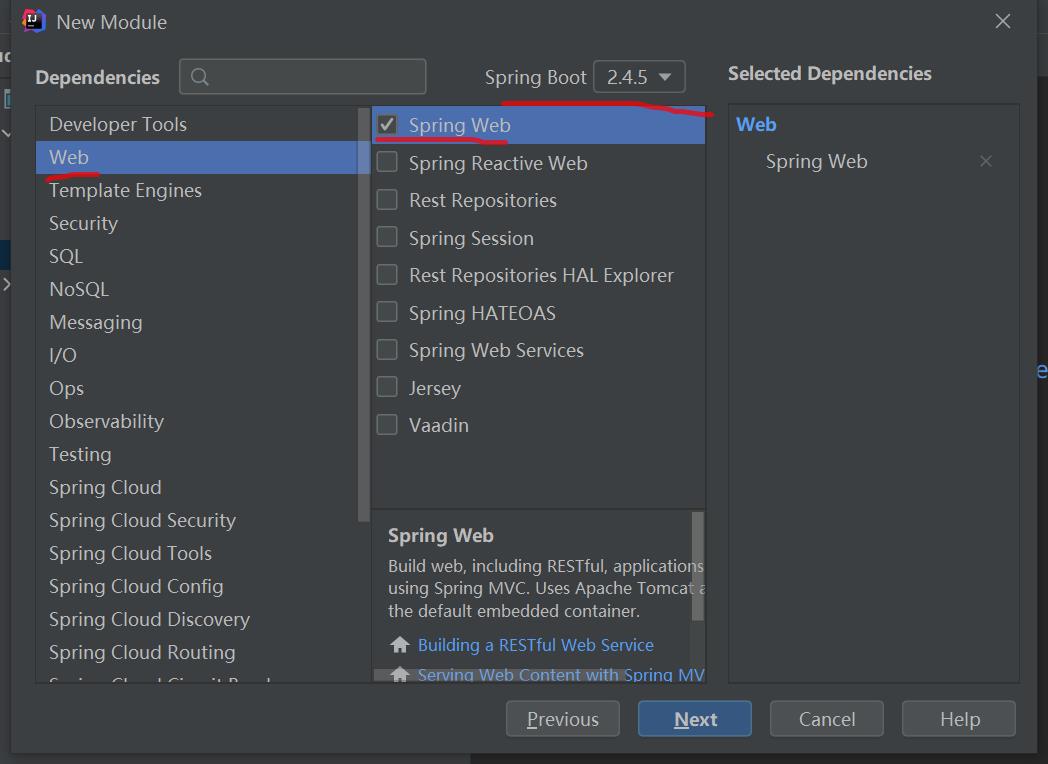 New Module
Dependencies
Spring Boot 2.4.5
Selected Dependencies
Developer Tools
Web
Template Engines
Security
SQL
NoSQL
Messaging
I/O
Ops
Observability
Testing
Spring Cloud
Spring Cloud Security
Spring Cloud Tools
Spring Cloud Config
Spring Cloud Discovery
Spring Cloud Routing
Spring Web
Spring Reactive Web
Rest Repositories
Spring Session
Rest Repositories HAL Explorer
Spring HATEOAS
Spring Web Services
Jersey
Vaadin
Spring Web
Build web, including RESTful, applications
using Spring MVC. Uses Apache Tomcat a
the default embedded container.
Building a RESTful Web Service
Serving Web Content with Spring MV
Web
Spring Web
Previous
Next
Cancel
Help